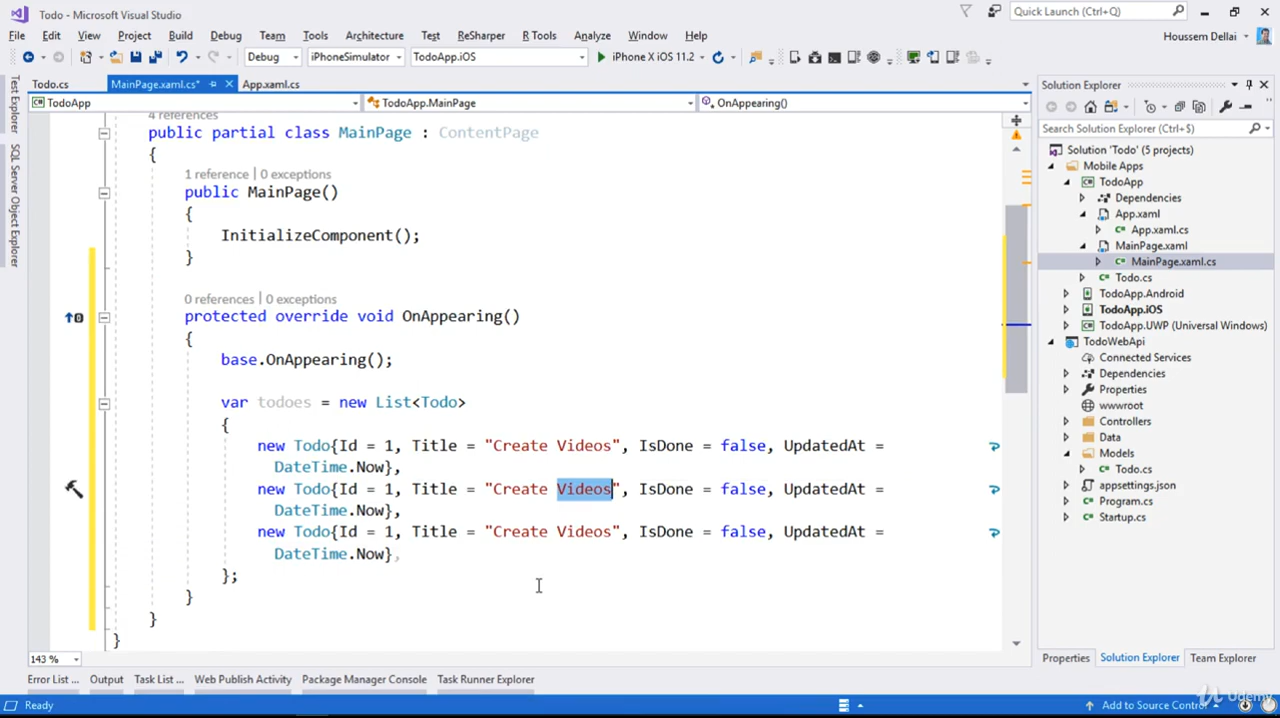 Todo - Microsoft Visual Studio
Quick Launch (Ctrl+Q)
File Edit View Project Build Debug Team Tools Architecture Test ReSharper R Tools Analyze Window Help
Houssem Dellai
Debug iPhoneSimulator TodoApp.iOS iPhone X iOS 11.2
Todo.cs MainPage.xaml.cs* App.xaml.cs
TodoApp TodoApp.MainPage OnAppearing()
Test Explorer
SQL Server Object Explorer
4 references
public partial class MainPage : ContentPage
{
1 reference | 0 exceptions
public MainPage()
{
InitializeComponent();
}
0 references | 0 exceptions
protected override void OnAppearing()
{
base.OnAppearing();
var todoes = new List<Todo>
{
new Todo{Id = 1, Title = "Create Videos", IsDone = false, UpdatedAt =
DateTime.Now},
new Todo{Id = 1, Title = "Create Videos", IsDone = false, UpdatedAt =
DateTime.Now},
new Todo{Id = 1, Title = "Create Videos", IsDone = false, UpdatedAt =
DateTime.Now},
};
}
}
}
143 %
Solution Explorer
Search Solution Explorer (Ctrl+$)
Solution 'Todo' (5 projects)
Mobile Apps
TodoApp
Dependencies
App.xaml
App.xaml.cs
MainPage.xaml
MainPage.xaml.cs
Todo.cs
TodoApp.Android
TodoApp.iOS
TodoApp.UWP (Universal Windows)
TodoWebApi
Connected Services
Dependencies
Properties
wwwroot
Controllers
Data
Models
Todo.cs
appsettings.json
Program.cs
Startup.cs
Properties Solution Explorer Team Explorer
Error List ... Output Task List ... Web Publish Activity Package Manager Console Task Runner Explorer
Ready
Add to Source Control
Udemy